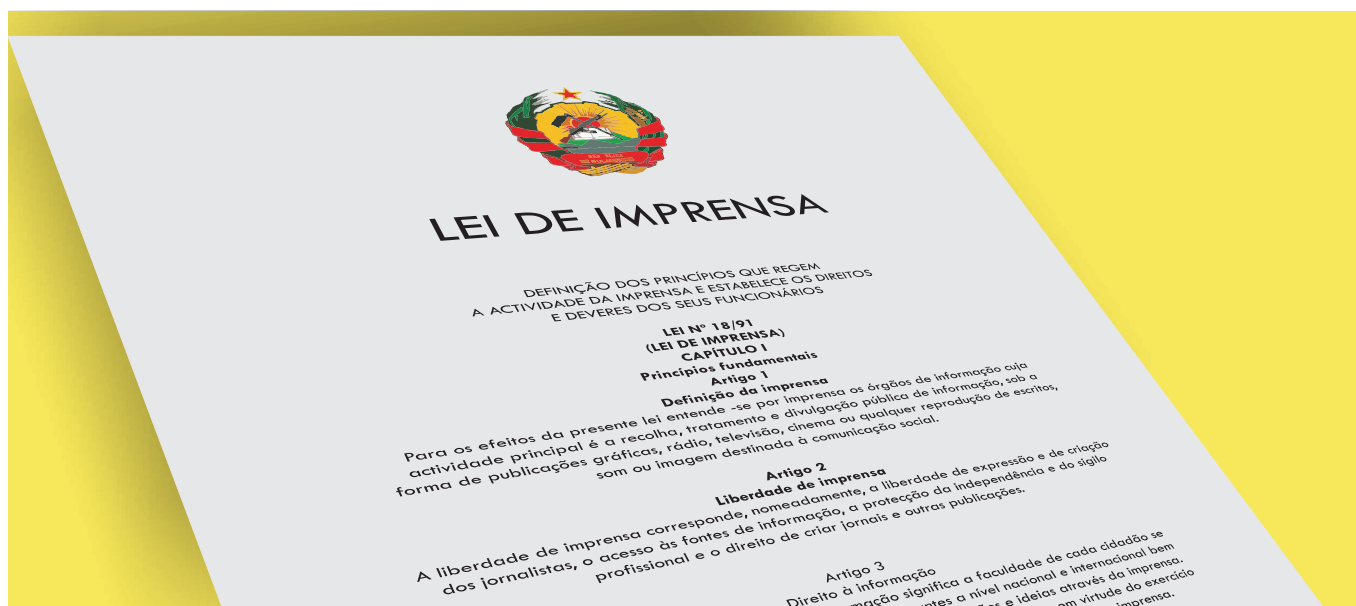 LEI DE IMPRENSA
DEFINIÇÃO DOS PRINCÍPIOS QUE REGEM
A ACTIVIDADE DA IMPRENSA E ESTABELECE OS DIREITOS
E DEVERES DOS SEUS FUNCIONÁRIOS
LEI Nº 18/91
(LEI DE IMPRENSA)
CAPÍTULO I
Princípios fundamentais
Artigo 1
Definição da imprensa
Para os efeitos da presente lei entende -se por imprensa os órgãos de informação cuja
actividade principal é a recolha, tratamento e divulgação pública de informação, sob a
forma de publicações gráficas, rádio, televisão, cinema ou qualquer reprodução de escritos,
som ou imagem destinada à comunicação social.
Artigo 2
Liberdade de imprensa
A liberdade de imprensa corresponde, nomeadamente, a liberdade de expressão e de criação
dos jornalistas, o acesso às fontes de informação, a protecção da independência e do sigilo
profissional e o direito de criar jornais e outras publicações.
Artigo 3
Direito à informação
significa a faculdade de cada cidadão se
a nível nacional e internacional bem
e ideias através da imprensa.
virtude do exercício
imprensa.